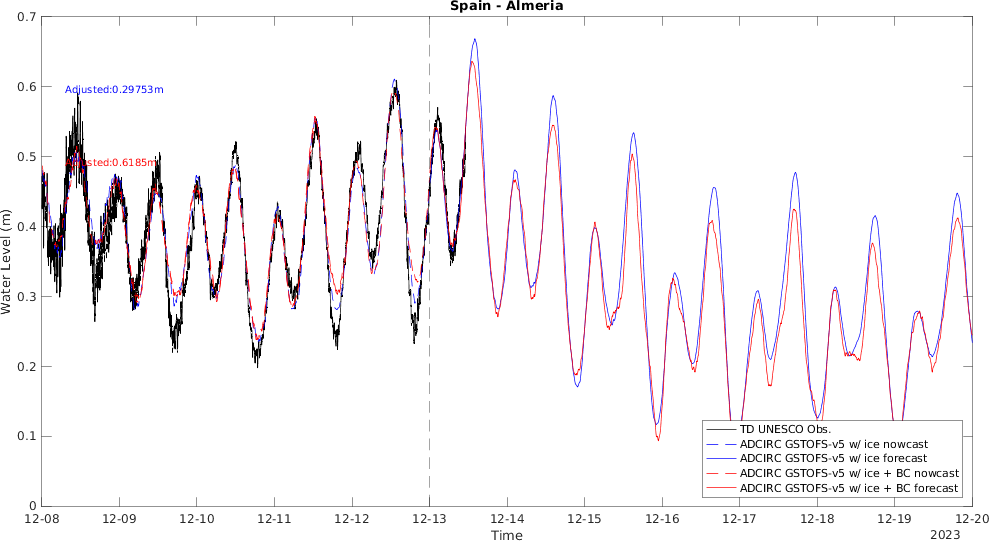 Spain - Almeria
0.7
0.6
0.5
0.4
0.3
0.2
0.1
0
Water Level (m)
Adjusted:0.29753m
Adjusted:0.6185m
TD UNESCO Obs.
ADCIRC GSTOFS-v5 w/ ice nowcast
ADCIRC GSTOFS-v5 w/ ice forecast
ADCIRC GSTOFS-v5 w/ ice + BC nowcast
ADCIRC GSTOFS-v5 w/ ice + BC forecast
12-08 12-09 12-10 12-11 12-12 12-13 12-14 12-15 12-16 12-17 12-18 12-19 12-20
Time
2023